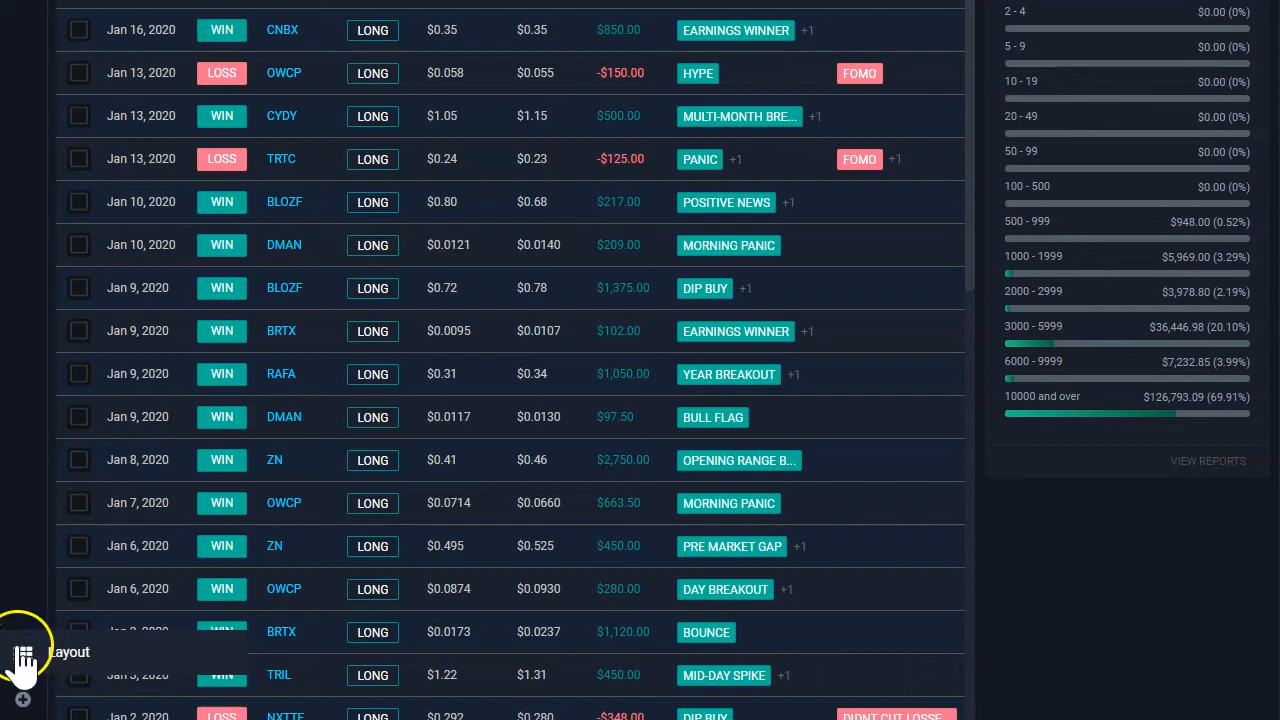 Jan 16, 2020 WIN CNBX LONG $0.35 $0.35 $850.00 EARNINGS WINNER +1
Jan 13, 2020 LOSS OWCP LONG $0.058 $0.055 -$150.00 HYPE FOMO
Jan 13, 2020 WIN CYDY LONG $1.05 $1.15 $500.00 MULTI-MONTH BRE... +1
Jan 13, 2020 LOSS TRTC LONG $0.24 $0.23 -$125.00 PANIC +1 FOMO +1
Jan 10, 2020 WIN BLOZF LONG $0.80 $0.68 $217.00 POSITIVE NEWS +1
Jan 10, 2020 WIN DMAN LONG $0.0121 $0.0140 $209.00 MORNING PANIC
Jan 9, 2020 WIN BLOZF LONG $0.72 $0.78 $1,375.00 DIP BUY +1
Jan 9, 2020 WIN BRTX LONG $0.0095 $0.0107 $102.00 EARNINGS WINNER +1
Jan 9, 2020 WIN RAFA LONG $0.31 $0.34 $1,050.00 YEAR BREAKOUT +1
Jan 9, 2020 WIN DMAN LONG $0.0117 $0.0130 $97.50 BULL FLAG
Jan 8, 2020 WIN ZN LONG $0.41 $0.46 $2,750.00 OPENING RANGE B...
Jan 7, 2020 WIN OWCP LONG $0.0714 $0.0660 $663.50 MORNING PANIC
Jan 6, 2020 WIN ZN LONG $0.495 $0.525 $450.00 PRE MARKET GAP +1
Jan 6, 2020 WIN OWCP LONG $0.0874 $0.0930 $280.00 DAY BREAKOUT +1
BRTX LONG $0.0173 $0.0237 $1,120.00 BOUNCE
Layout
WIN TRIL LONG $1.22 $1.31 $450.00 MID-DAY SPIKE +1
Jan 2, 2020 LOSS NXTTF LONG $0.292 $0.280 -$348.00 DIP BUY DIDNT CUT LOSSE...
2 - 4 $0.00 (0%)
5 - 9 $0.00 (0%)
10 - 19 $0.00 (0%)
20 - 49 $0.00 (0%)
50 - 99 $0.00 (0%)
100 - 500 $0.00 (0%)
500 - 999 $948.00 (0.52%)
1000 - 1999 $5,969.00 (3.29%)
2000 - 2999 $3,978.80 (2.19%)
3000 - 5999 $36,446.98 (20.10%)
6000 - 9999 $7,232.85 (3.99%)
10000 and over $126,793.09 (69.91%)
VIEW REPORTS